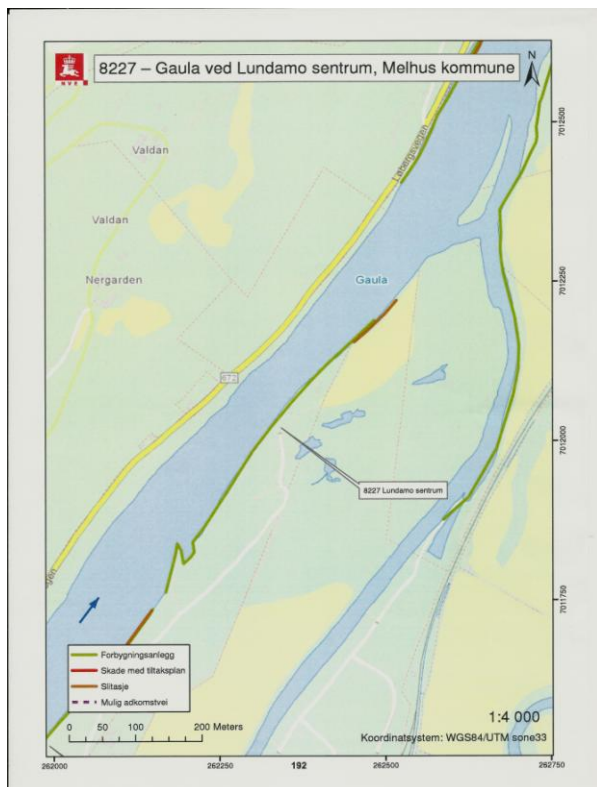 NVE
8227 – Gaula ved Lundamo sentrum, Melhus kommune
N
Valdan
Løbergsvegen
7012500
Valdan
Nergarden
Gaula
7012250
672
7012000
8227 Lundamo sentrum
7011750
Forbygningsanlegg
Skade med tiltaksplan
Slitasje
Mulig adkomstvei
0 50 100 200 Meters
1:4 000
Koordinatsystem: WGS84/UTM sone33
262000 262250 192 262500 262750